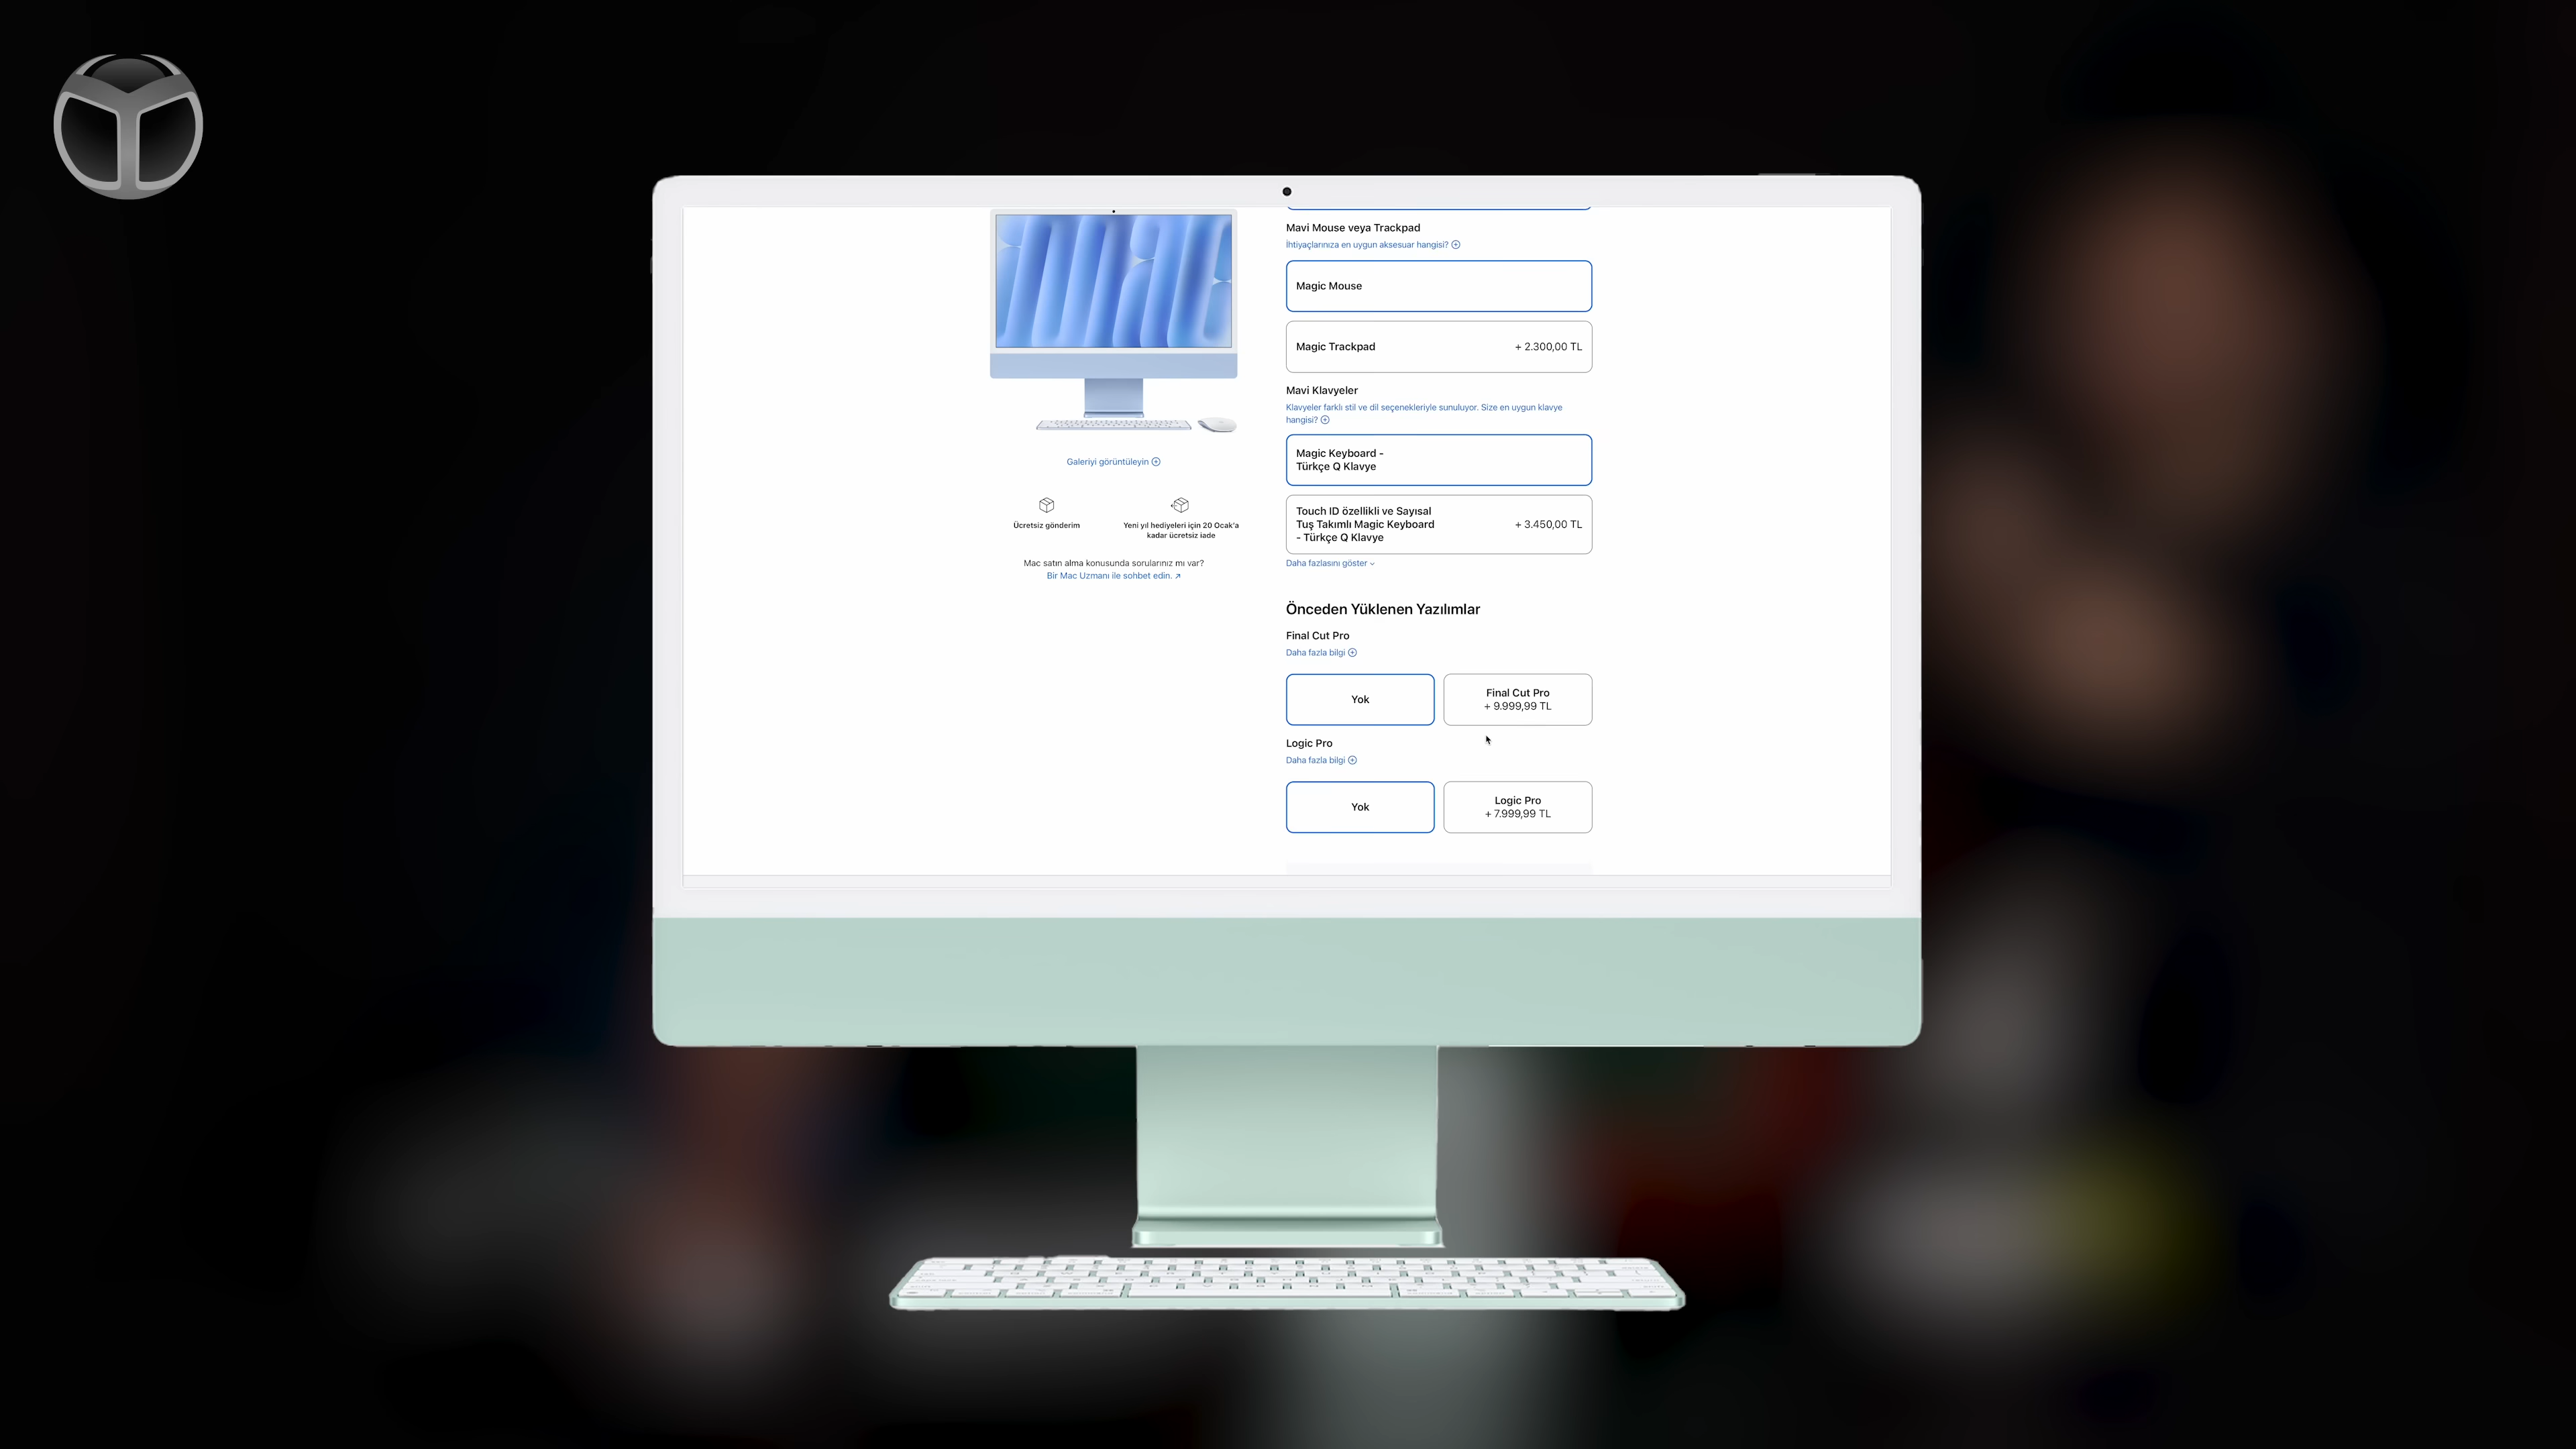 Mavi Mouse veya Trackpad
İhtiyaçlarınıza en uygun aksesuar hangisi?
Magic Mouse
Magic Trackpad + 2.300,00 TL
Mavi Klavyeler
Klavyeler farklı stil ve dil seçenekleriyle sunuluyor. Size en uygun klavye
hangisi?
Magic Keyboard -
Türkçe Q Klavye
Touch ID özellikli ve Sayısal
Tuş Takımlı Magic Keyboard + 3.450,00 TL
- Türkçe Q Klavye
Daha fazlasını göster
Galeriyi görüntüleyin
Ücretsiz gönderim
Yeni yıl hediyeleri için 20 Ocak'a
kadar ücretsiz iade
Mac satın alma konusunda sorularınız mı var?
Bir Mac Uzmanı ile sohbet edin.
Önceden Yüklenen Yazılımlar
Final Cut Pro
Daha fazla bilgi
Yok
Final Cut Pro
+ 9.999,99 TL
Logic Pro
Daha fazla bilgi
Yok
Logic Pro
+ 7.999,99 TL